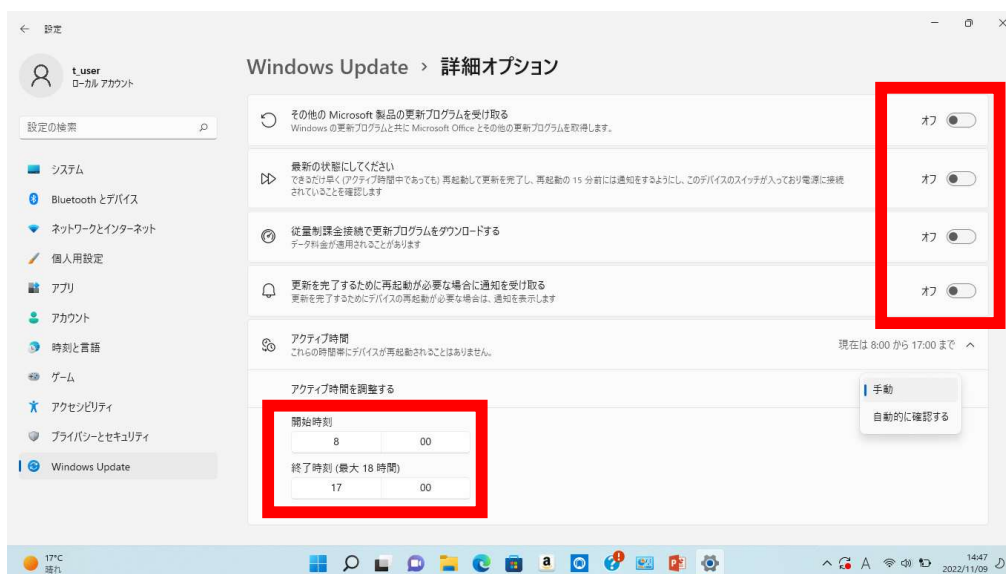 設定
t_user
ローカル アカウント
設定の検索
システム
Bluetooth とデバイス
ネットワークとインターネット
個人用設定
アプリ
アカウント
時刻と言語
ゲーム
アクセシビリティ
プライバシーとセキュリティ
Windows Update
Windows Update › 詳細オプション
その他の Microsoft 製品の更新プログラムを受け取る
Windows の更新プログラムと共に Microsoft Office とその他の更新プログラムを取得します。
オフ
最新の状態にしてください
できるだけ早く (アクティブ時間中であっても) 再起動して更新を完了し、再起動の 15 分前には通知をするようにし、このデバイスのスイッチが入っており電源に接続
されていることを確認します
オフ
従量制課金接続で更新プログラムをダウンロードする
データ料金が適用されることがあります
オフ
更新を完了するために再起動が必要な場合に通知を受け取る
更新を完了するためにデバイスの再起動が必要な場合は、通知を表示します
オフ
アクティブ時間
これらの時間帯にデバイスが再起動されることはありません。
現在は 8:00 から 17:00 まで
アクティブ時間を調整する
手動
自動的に確認する
開始時刻
8 00
終了時刻 (最大 18 時間)
17 00
17°C
晴れ
a
A
14:47
2022/11/09